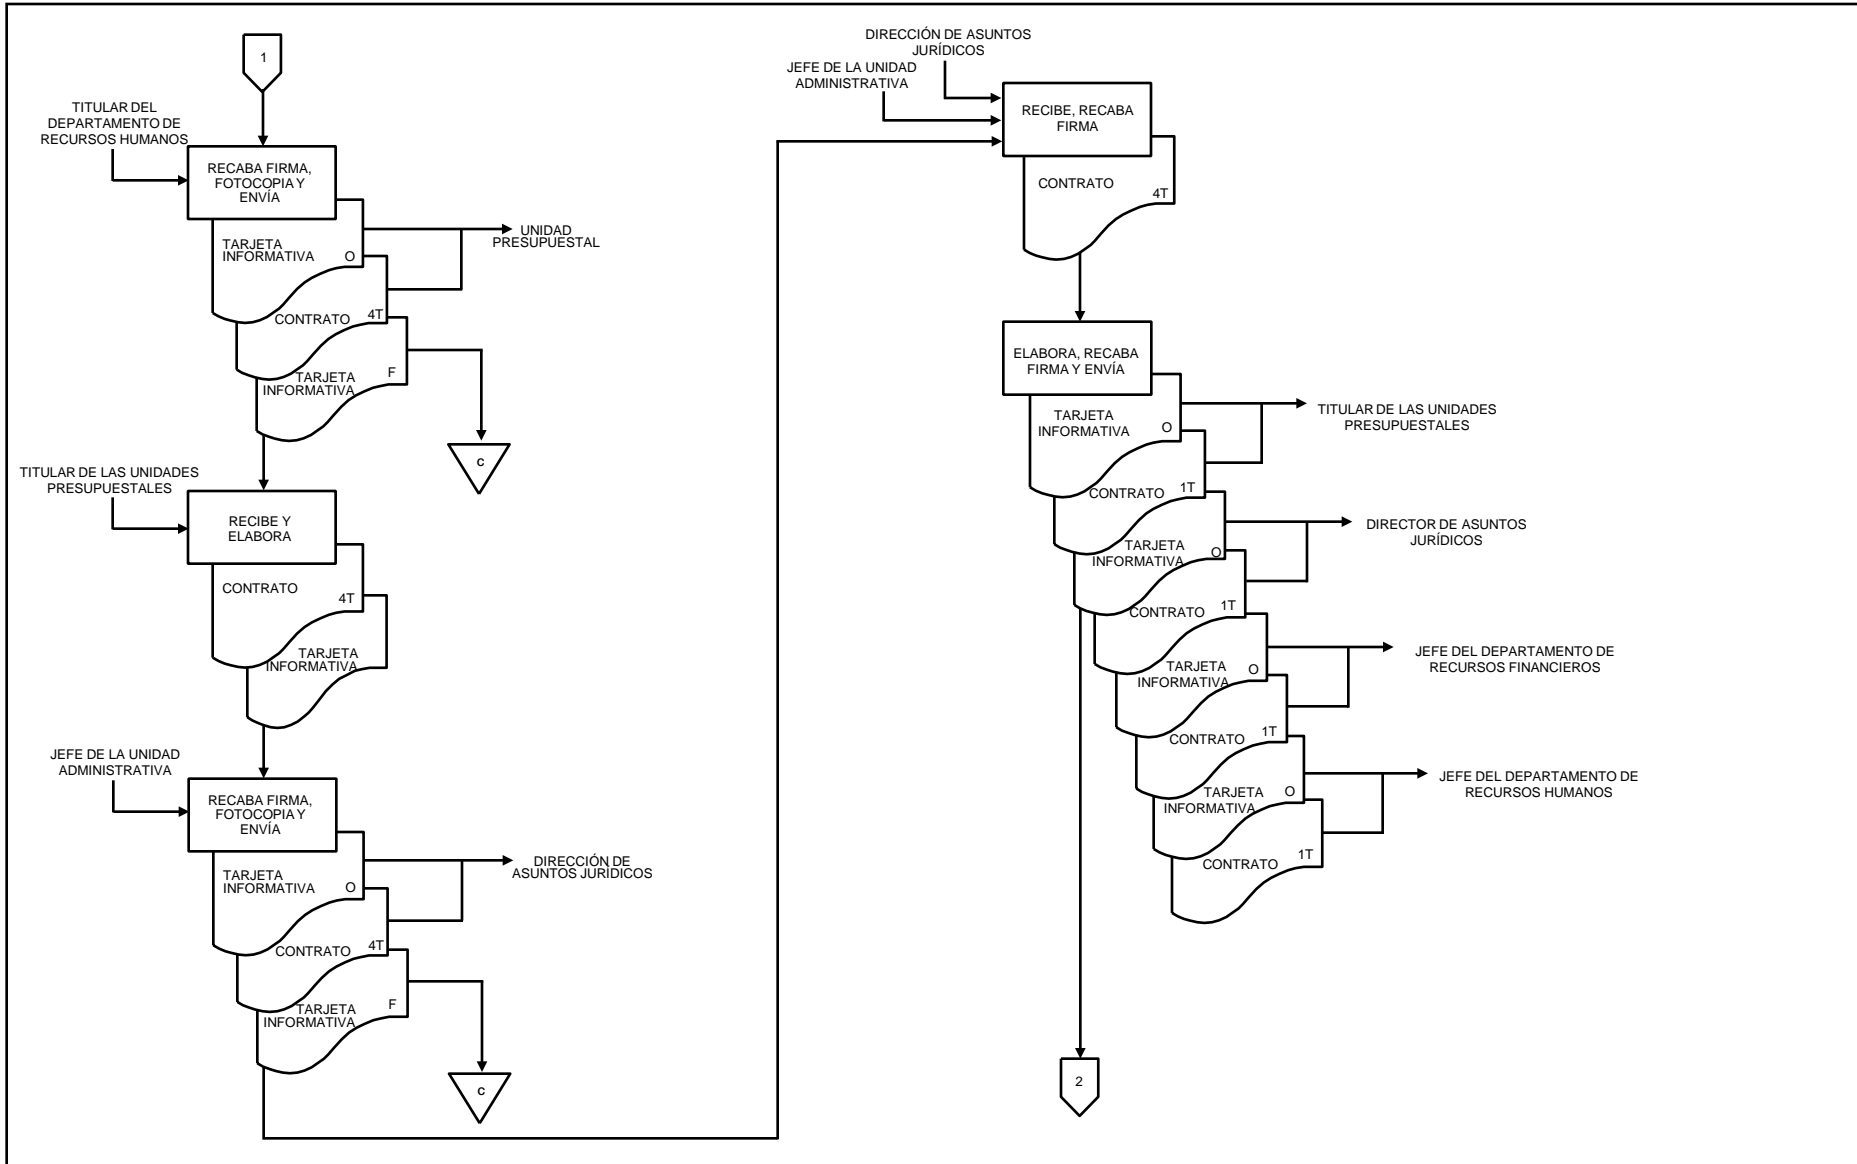 1
TITULAR DEL
DEPARTAMENTO DE
RECURSOS HUMANOS
RECABA FIRMA,
FOTOCOPIA Y
ENVÍA
TARJETA
INFORMATIVA
O
UNIDAD
PRESUPUESTAL
CONTRATO
4T
TARJETA
INFORMATIVA
F
c
TITULAR DE LAS UNIDADES
PRESUPUESTALES
RECIBE Y
ELABORA
CONTRATO
4T
TARJETA
INFORMATIVA
JEFE DE LA UNIDAD
ADMINISTRATIVA
RECABA FIRMA,
FOTOCOPIA Y
ENVÍA
TARJETA
INFORMATIVA
O
DIRECCIÓN DE
ASUNTOS JURÍDICOS
CONTRATO
4T
TARJETA
INFORMATIVA
F
c
DIRECCIÓN DE ASUNTOS
JURÍDICOS
JEFE DE LA UNIDAD
ADMINISTRATIVA
RECIBE, RECABA
FIRMA
CONTRATO
4T
ELABORA, RECABA
FIRMA Y ENVÍA
TARJETA
INFORMATIVA
O
TITULAR DE LAS UNIDADES
PRESUPUESTALES
CONTRATO
1T
TARJETA
INFORMATIVA
O
DIRECTOR DE ASUNTOS
JURÍDICOS
CONTRATO
1T
TARJETA
INFORMATIVA
O
JEFE DEL DEPARTAMENTO DE
RECURSOS FINANCIEROS
CONTRATO
1T
TARJETA
INFORMATIVA
O
JEFE DEL DEPARTAMENTO DE
RECURSOS HUMANOS
CONTRATO
1T
2